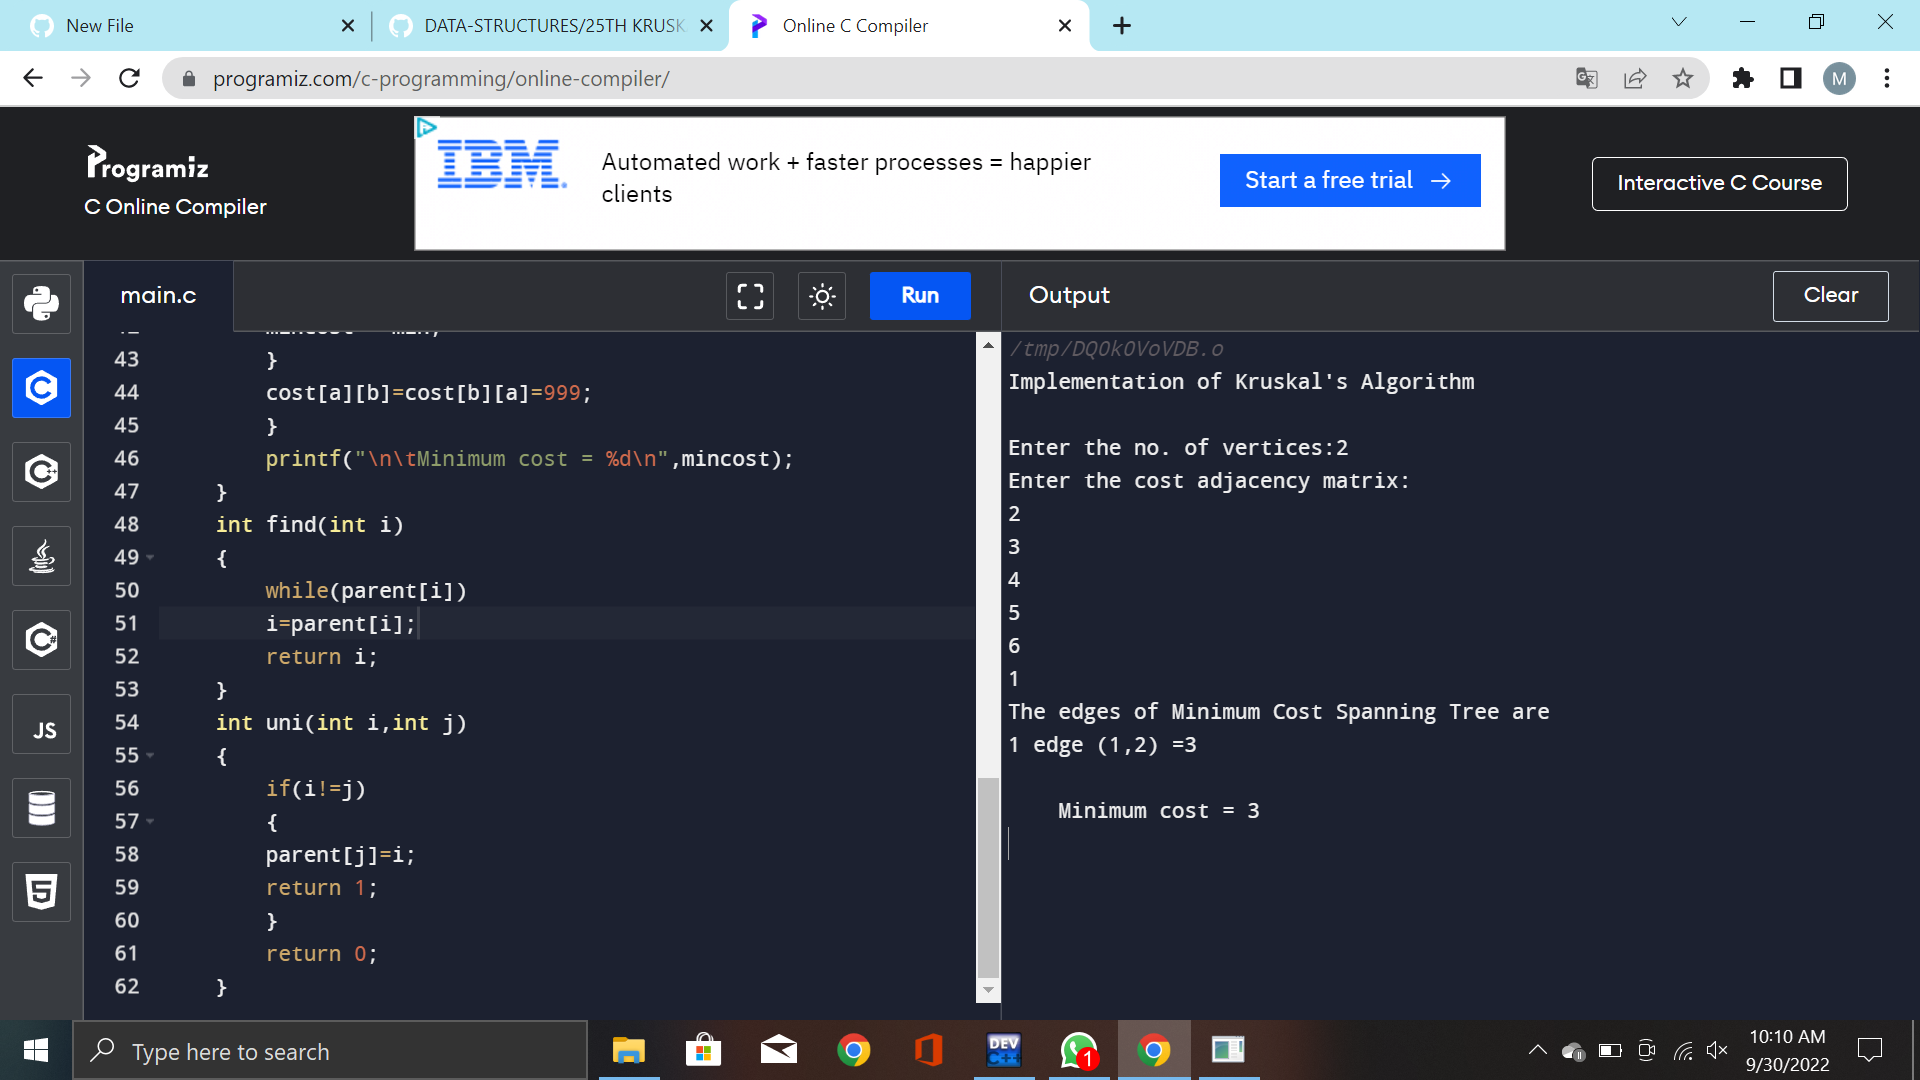 New File
DATA-STRUCTURES/25TH KRUSK
Online C Compiler
programiz.com/c-programming/online-compiler/
M
Programiz
C Online Compiler
IBM
Automated work + faster processes = happier
clients
Start a free trial →
Interactive C Course
main.c
Run
Output
Clear
43 }
44 cost[a][b]=cost[b][a]=999;
45 }
46 printf("\n\tMinimum cost = %d\n",mincost);
47 }
48 int find(int i)
49 {
50 while(parent[i])
51 i=parent[i];
52 return i;
53 }
54 int uni(int i,int j)
55 {
56 if(i!=j)
57 {
58 parent[j]=i;
59 return 1;
60 }
61 return 0;
62 }
/tmp/DQ0k0VoVDB.o
Implementation of Kruskal's Algorithm
Enter the no. of vertices:2
Enter the cost adjacency matrix:
2
3
4
5
6
1
The edges of Minimum Cost Spanning Tree are
1 edge (1,2) =3
Minimum cost = 3
C
C++
C#
JS
5
Type here to search
DEV
C++
1
10:10 AM
9/30/2022